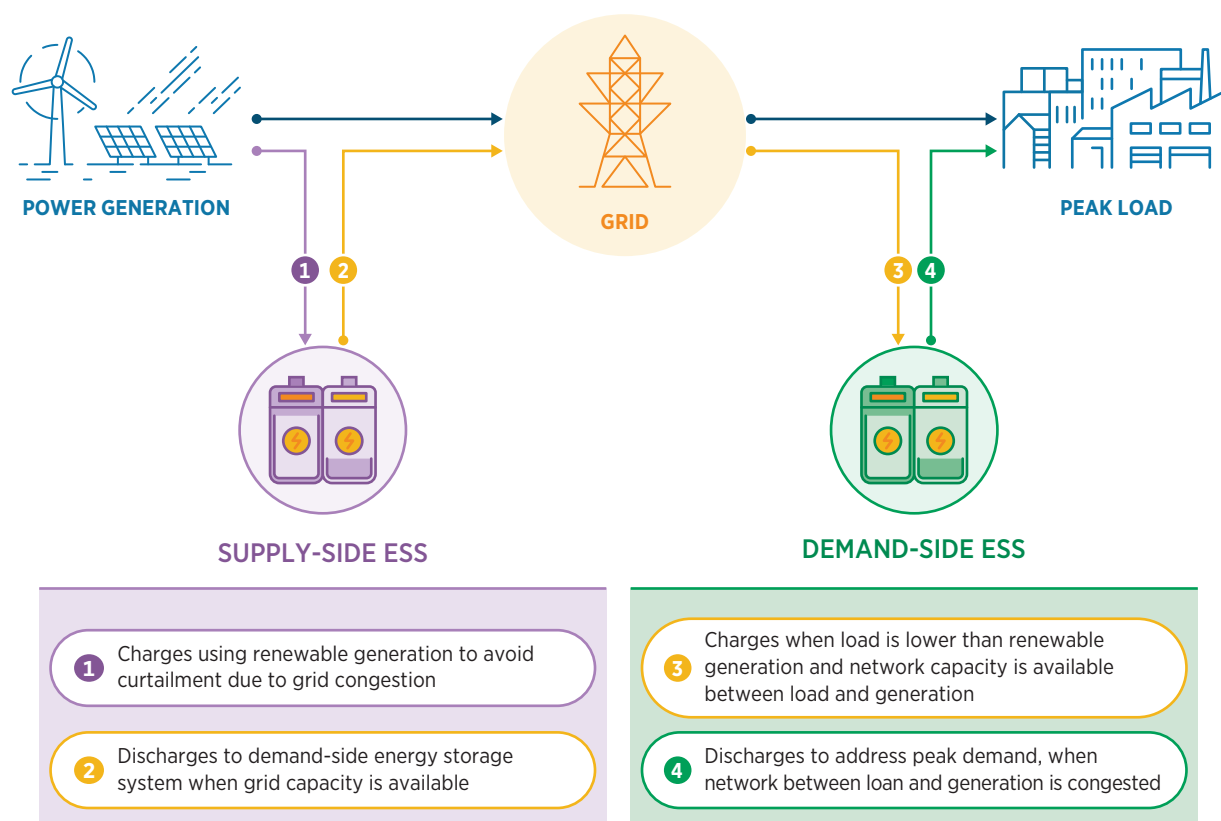 POWER GENERATION
GRID
PEAK LOAD
1
2
3
4
SUPPLY-SIDE ESS
1 Charges using renewable generation to avoid
curtailment due to grid congestion
2 Discharges to demand-side energy storage
system when grid capacity is available
DEMAND-SIDE ESS
3 Charges when load is lower than renewable
generation and network capacity is available
between load and generation
4 Discharges to address peak demand, when
network between loan and generation is congested